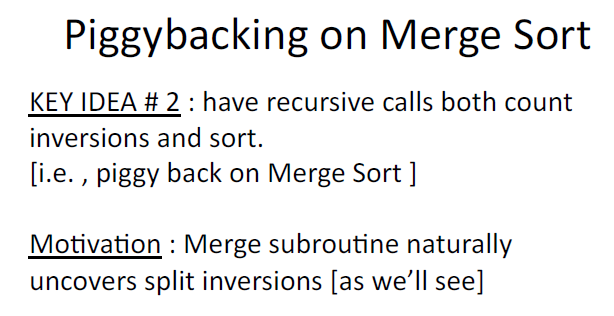 Piggybacking on Merge Sort
KEY IDEA # 2 : have recursive calls both count
inversions and sort.
[i.e. , piggy back on Merge Sort ]
Motivation : Merge subroutine naturally
uncovers split inversions [as we’ll see]